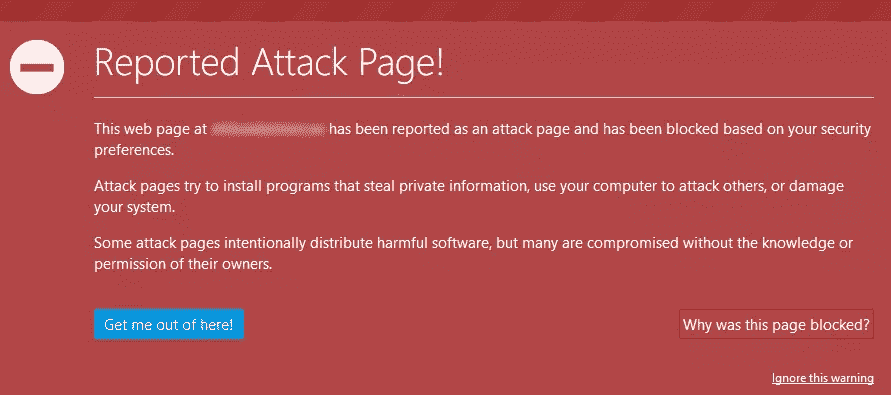 Reported Attack Page!
This web page at has been reported as an attack page and has been blocked based on your security
preferences.
Attack pages try to install programs that steal private information, use your computer to attack others, or damage
your system.
Some attack pages intentionally distribute harmful software, but many are compromised without the knowledge or
permission of their owners.
Get me out of here!
Why was this page blocked?
Ignore this warning